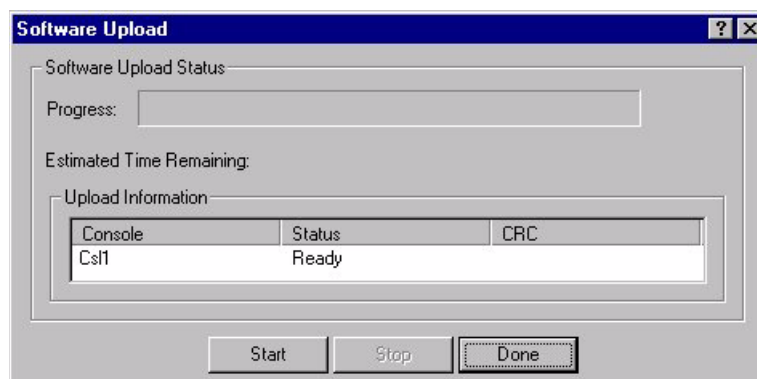 Software Upload
Software Upload Status
Progress:
Estimated Time Remaining:
Upload Information
Console Status CRC
Csl1 Ready
Start Stop Done